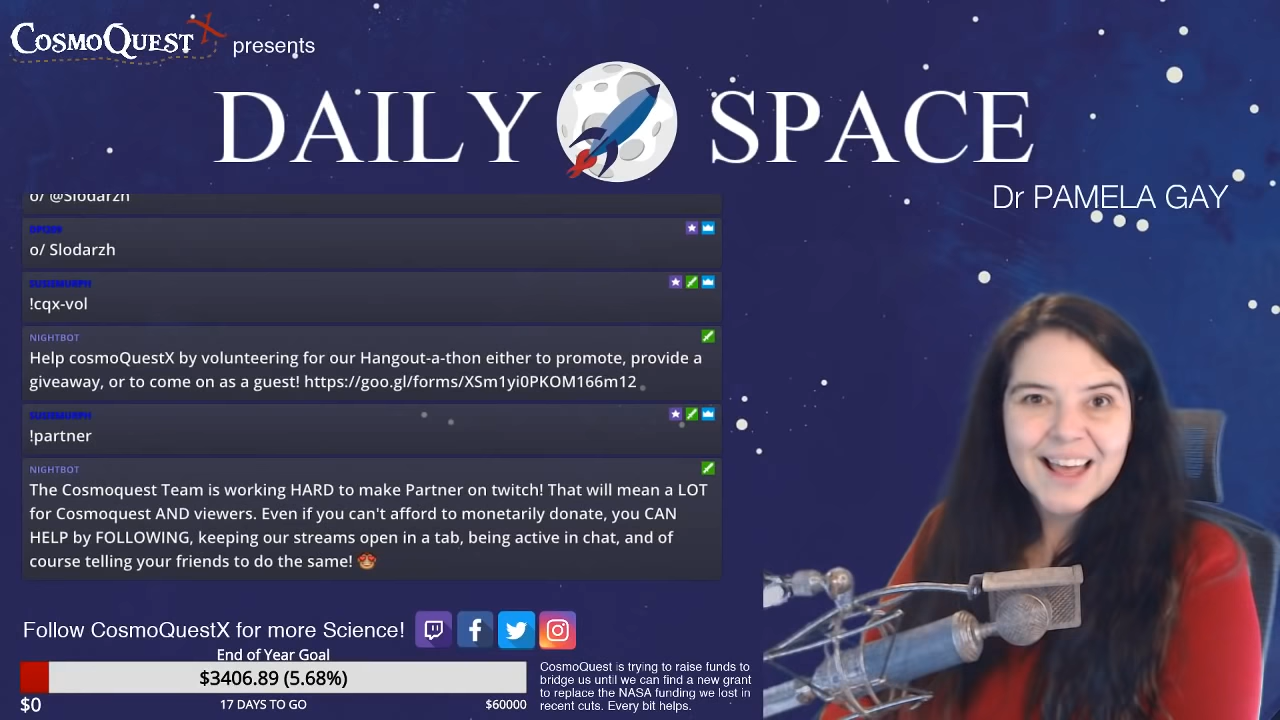 CosmoQuest X presents
DAILY SPACE
Dr PAMELA GAY
o/ @Slodarzh
o/ Slodarzh
SUSIEMURPH
!cqx-vol
NIGHTBOT
Help cosmoQuestX by volunteering for our Hangout-a-thon either to promote, provide a
giveaway, or to come on as a guest! https://goo.gl/forms/XSm1yi0PKOM166m12
SUSIEMURPH
!partner
NIGHTBOT
The Cosmoquest Team is working HARD to make Partner on twitch! That will mean a LOT
for Cosmoquest AND viewers. Even if you can't afford to monetarily donate, you CAN
HELP by FOLLOWING, keeping our streams open in a tab, being active in chat, and of
course telling your friends to do the same!
Follow CosmoQuestX for more Science!
End of Year Goal
$3406.89 (5.68%)
$0 17 DAYS TO GO $60000
CosmoQuest is trying to raise funds to
bridge us until we can find a new grant
to replace the NASA funding we lost in
recent cuts. Every bit helps.